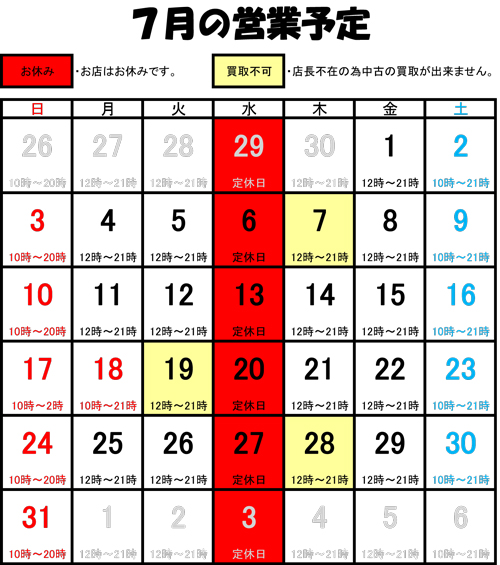 7月の営業予定
お休み ・お店はお休みです。 買取不可 ・店長不在の為中古の買取が出来ません。
日 月 火 水 木 金 土
26 27 28 29 30 1 2
10時～20時 12時～21時 12時～21時 定休日 12時～21時 12時～21時 10時～21時
3 4 5 6 7 8 9
10時～20時 12時～21時 12時～21時 定休日 12時～21時 12時～21時 10時～21時
10 11 12 13 14 15 16
10時～20時 12時～21時 12時～21時 定休日 12時～21時 12時～21時 10時～21時
17 18 19 20 21 22 23
10時～2時 10時～21時 12時～21時 定休日 12時～21時 12時～21時 10時～21時
24 25 26 27 28 29 30
10時～20時 12時～21時 12時～21時 定休日 12時～21時 12時～21時 10時～21時
31 1 2 3 4 5 6
10時～20時 12時～21時 12時～21時 定休日 12時～21時 12時～21時 10時～21時